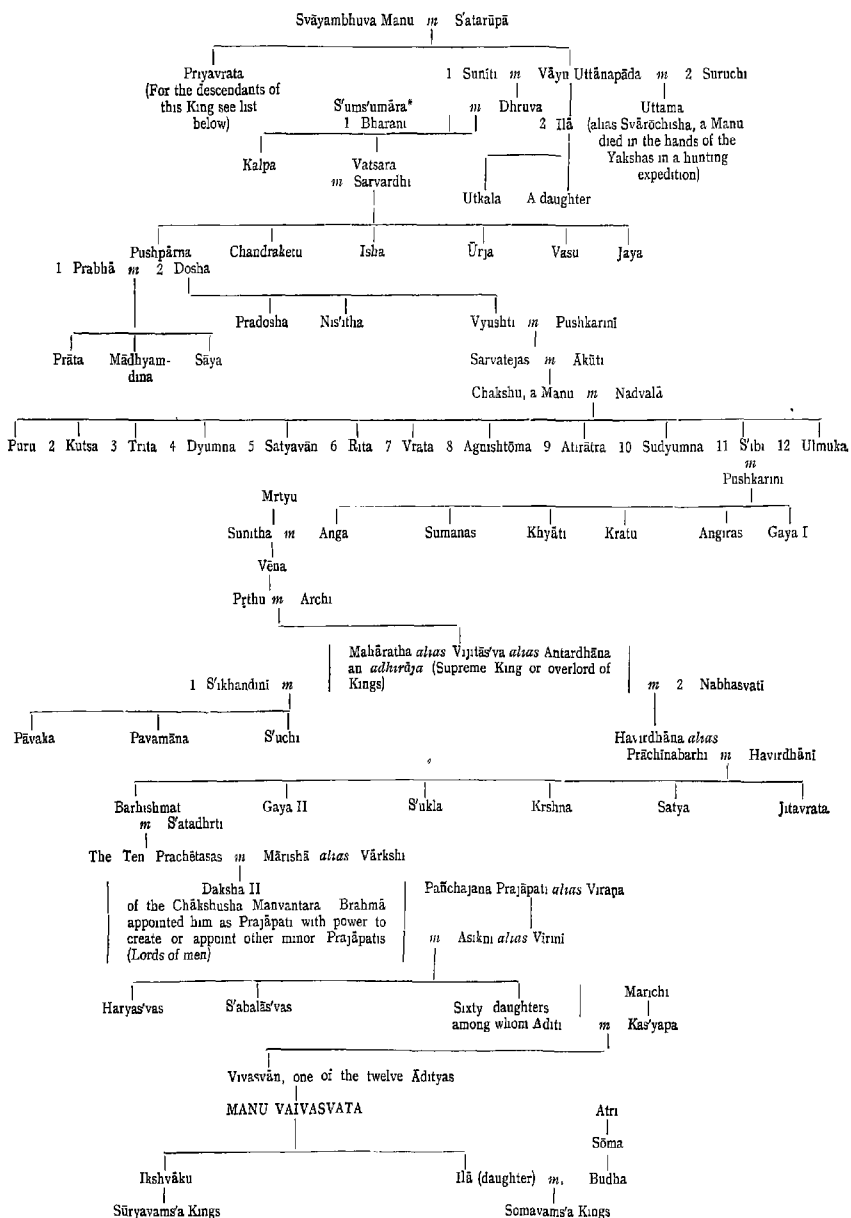 Svāyambhuva Manu m S'atarūpā
Priyavrata
(For the descendants of
this King see list
below)
1 Sunīti m Vāyu Uttānapāda m 2 Suruchi
S'ums'umāra* m Dhruva Uttama
1 Bharani 2 Ilā (alias Svārōchisha, a Manu
died in the hands of the
Yakshas in a hunting
expedition)
Kalpa Vatsara
m Sarvardhi
Utkala A daughter
Pushpārna Chandraketu Isha Ūrja Vasu Jaya
1 Prabhā m 2 Dosha
Pradosha Nis'itha Vyushti m Pushkarinī
Prāta Mādhyam-
dina Sāya
Sarvatejas m Ākūti
Chakshu, a Manu m Nadvalā
Puru 2 Kutsa 3 Trita 4 Dyumna 5 Satyavān 6 Rita 7 Vrata 8 Agnishtōma 9 Atirātra 10 Sudyumna 11 S'ibi 12 Ulmuka
m
Pushkarini
Mrtyu
Sunitha m Anga Sumanas Khyāti Kratu Angiras Gaya I
Vēna
Pṛthu m Archi
Mahāratha alias Vijitās'va alias Antardhāna
an adhirāja (Supreme King or overlord of
Kings)
1 S'ikhandinī m m 2 Nabhasvati
Pāvaka Pavamāna S'uchi
Havirdhāna alias
Prāchīnabarhi m Havirdhānī
Barhishmat Gaya II S'ukla Krshna Satya Jitavrata
m S'atadhrti
The Ten Prachētasas m Mārishā alias Vārkshi
Daksha II
of the Chākshusha Manvantara Brahmā
appointed him as Prajāpati with power to
create or appoint other minor Prajāpatis
(Lords of men)
Pañchajana Prajāpati alias Viraṇa
m Asikni alias Virini
Haryas'vas S'abalās'vas Sixty daughters
among whom Aditi m Kas'yapa
Marichi
Vivasvān, one of the twelve Ādityas
MANU VAIVASVATA Atri
Sōma
Ikshvāku Ilā (daughter) m. Budha
Sūryavams'a Kings Somavams'a Kings